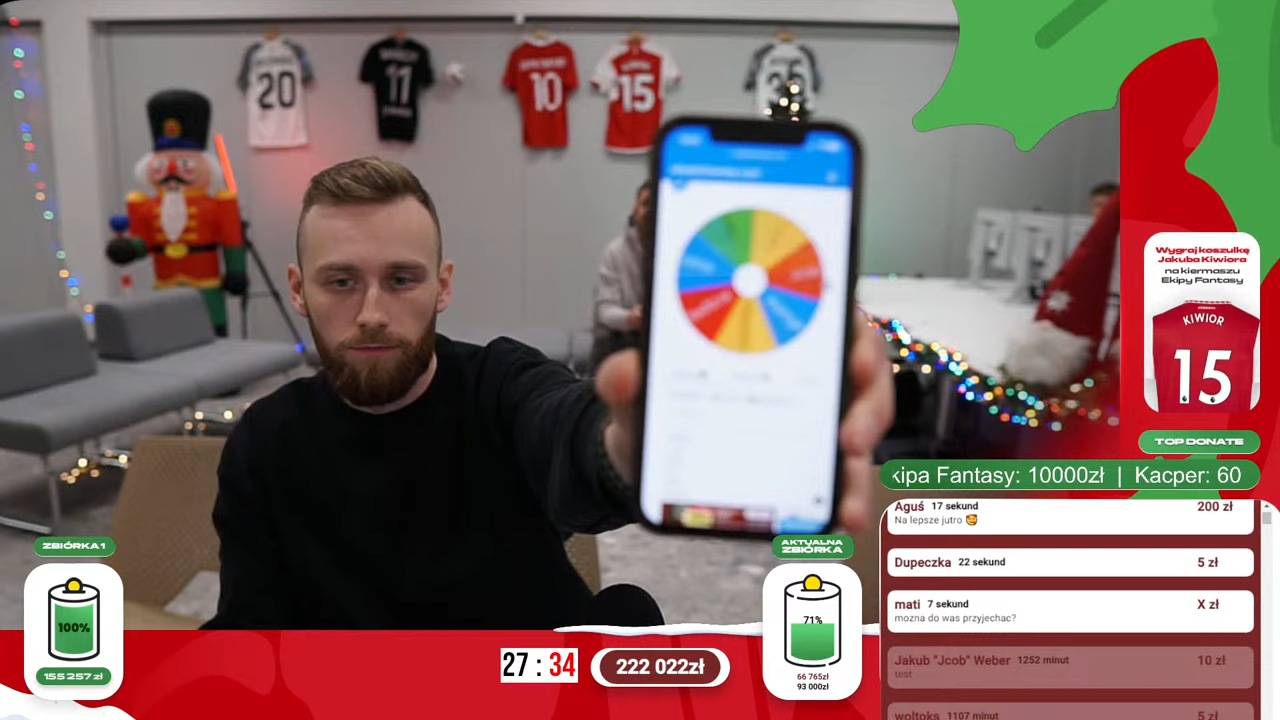 20
11
10
15
Wygraj koszulkę
Jakuba Kiwiora
na kiermaszu
Ekipy Fantasy
KIWIOR
15
TOP DONATE
kipa Fantasy: 10000zł | Kacper: 60
Aguś 17 sekund 200 zł
Na lepsze jutro 🥰
Dupeczka 22 sekund 5 zł
mati 7 sekund X zł
mozna do was przyjechac?
Jakub "Jcob" Weber 1252 minut 10 zł
test
woltoks 1107 minut 5 zł
ZBIÓRKA 1
100%
155 257 zł
27 : 34
222 022zł
AKTUALNA
ZBIÓRKA
71%
66 765zł
93 000zł